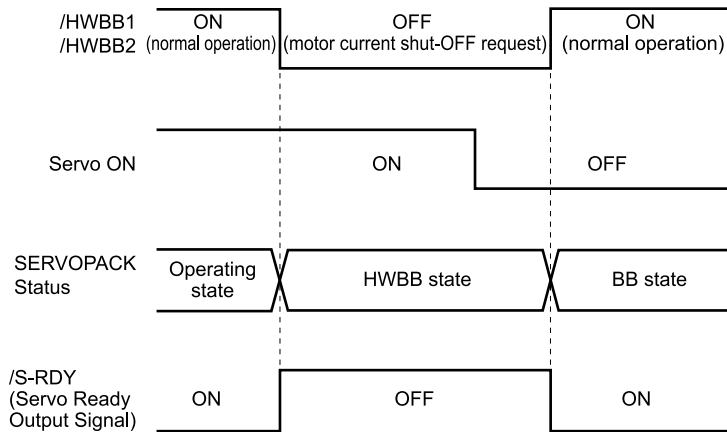 /HWBB1
/HWBB2
ON
(normal operation)
OFF
(motor current shut-OFF request)
ON
(normal operation)
Servo ON
ON
OFF
SERVOPACK
Status
Operating
state
HWBB state
BB state
/S-RDY
(Servo Ready
Output Signal)
ON
OFF
ON